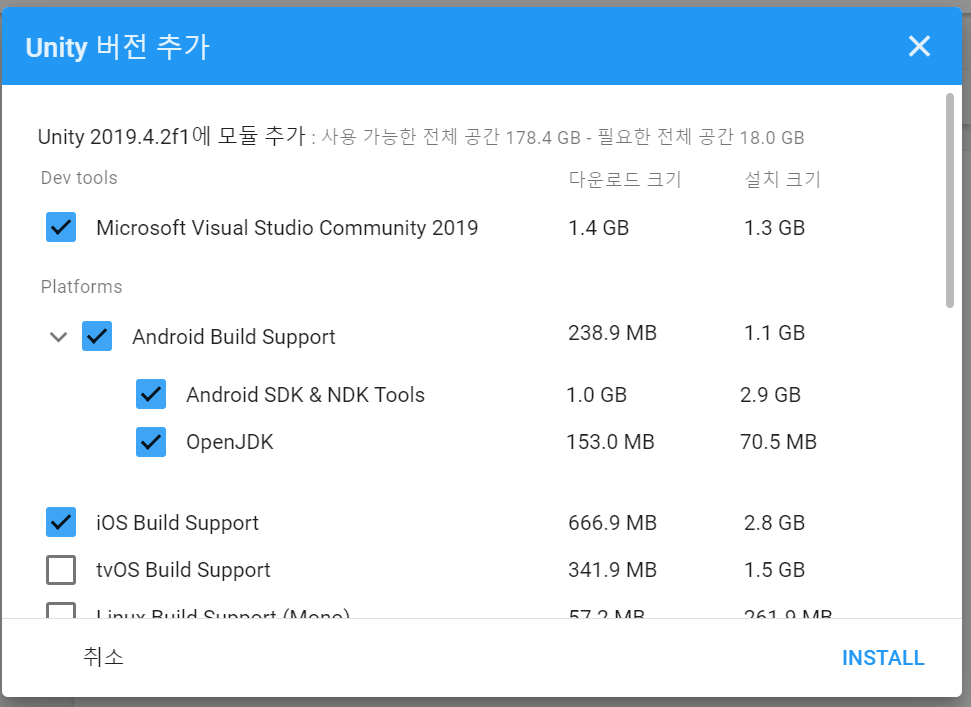 Unity 버전 추가
Unity 2019.4.2f1에 모듈 추가 : 사용 가능한 전체 공간 178.4 GB - 필요한 전체 공간 18.0 GB
Dev tools 다운로드 크기 설치 크기
Microsoft Visual Studio Community 2019 1.4 GB 1.3 GB
Platforms
Android Build Support 238.9 MB 1.1 GB
Android SDK & NDK Tools 1.0 GB 2.9 GB
OpenJDK 153.0 MB 70.5 MB
iOS Build Support 666.9 MB 2.8 GB
tvOS Build Support 341.9 MB 1.5 GB
Linux Build Support (Mono) 57.2 MB 261.9 MB
취소 INSTALL